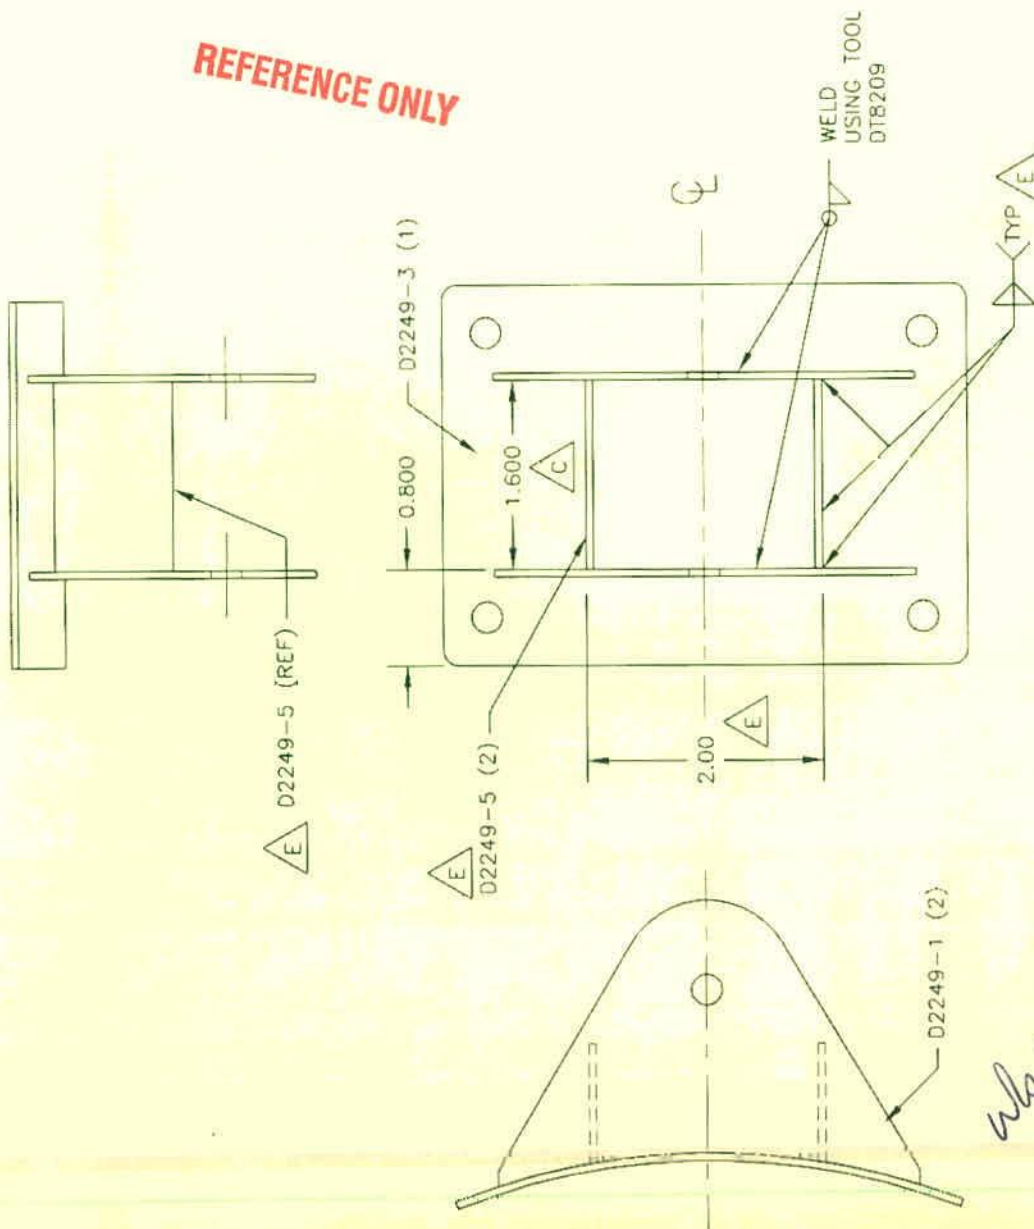 REFERENCE ONLY
D2249-3 (1)
0.800
1.600
C
WELD
USING TOOL
DT8209
CL
TYP
E
E
D2249-5 (REF)
E
D2249-5 (2)
2.00
E
D2249-1 (2)